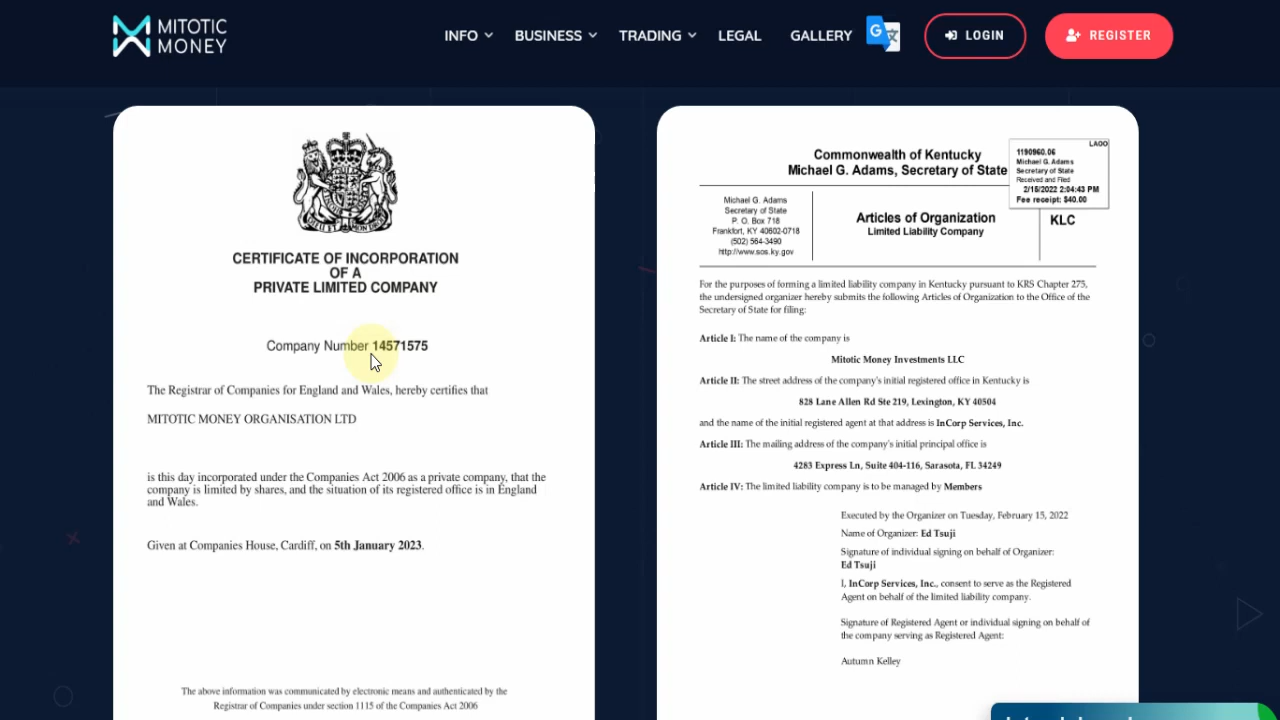 MITOTIC
MONEY
INFO
BUSINESS
TRADING
LEGAL
GALLERY
G
LOGIN
REGISTER
CERTIFICATE OF INCORPORATION
OF A
PRIVATE LIMITED COMPANY
Company Number 14571575
The Registrar of Companies for England and Wales, hereby certifies that
MITOTIC MONEY ORGANISATION LTD
is this day incorporated under the Companies Act 2006 as a private company, that the
company is limited by shares, and the situation of its registered office is in England
and Wales.
Given at Companies House, Cardiff, on 5th January 2023.
The above information was communicated by electronic means and authenticated by the
Registrar of Companies under section 1115 of the Companies Act 2006
Commonwealth of Kentucky
Michael G. Adams, Secretary of State
LAOO
1190960.06
Michael G. Adams
Secretary of State
Received and Filed
2/15/2022 2:04:43 PM
Fee receipt: $40.00
Michael G. Adams
Secretary of State
P. O. Box 718
Frankfort, KY 40602-0718
(502) 564-3490
http://www.sos.ky.gov
Articles of Organization
Limited Liability Company
KLC
For the purposes of forming a limited liability company in Kentucky pursuant to KRS Chapter 275,
the undersigned organizer hereby submits the following Articles of Organization to the Office of the
Secretary of State for filing:
Article I: The name of the company is
Mitotic Money Investments LLC
Article II: The street address of the company's initial registered office in Kentucky is
828 Lane Allen Rd Ste 219, Lexington, KY 40504
and the name of the initial registered agent at that address is InCorp Services, Inc.
Article III: The mailing address of the company's initial principal office is
4283 Express Ln, Suite 404-116, Sarasota, FL 34249
Article IV: The limited liability company is to be managed by Members
Executed by the Organizer on Tuesday, February 15, 2022
Name of Organizer: Ed Tsuji
Signature of individual signing on behalf of Organizer:
Ed Tsuji
I, InCorp Services, Inc., consent to serve as the Registered
Agent on behalf of the limited liability company.
Signature of Registered Agent or individual signing on behalf of
the company serving as Registered Agent:
Autumn Kelley